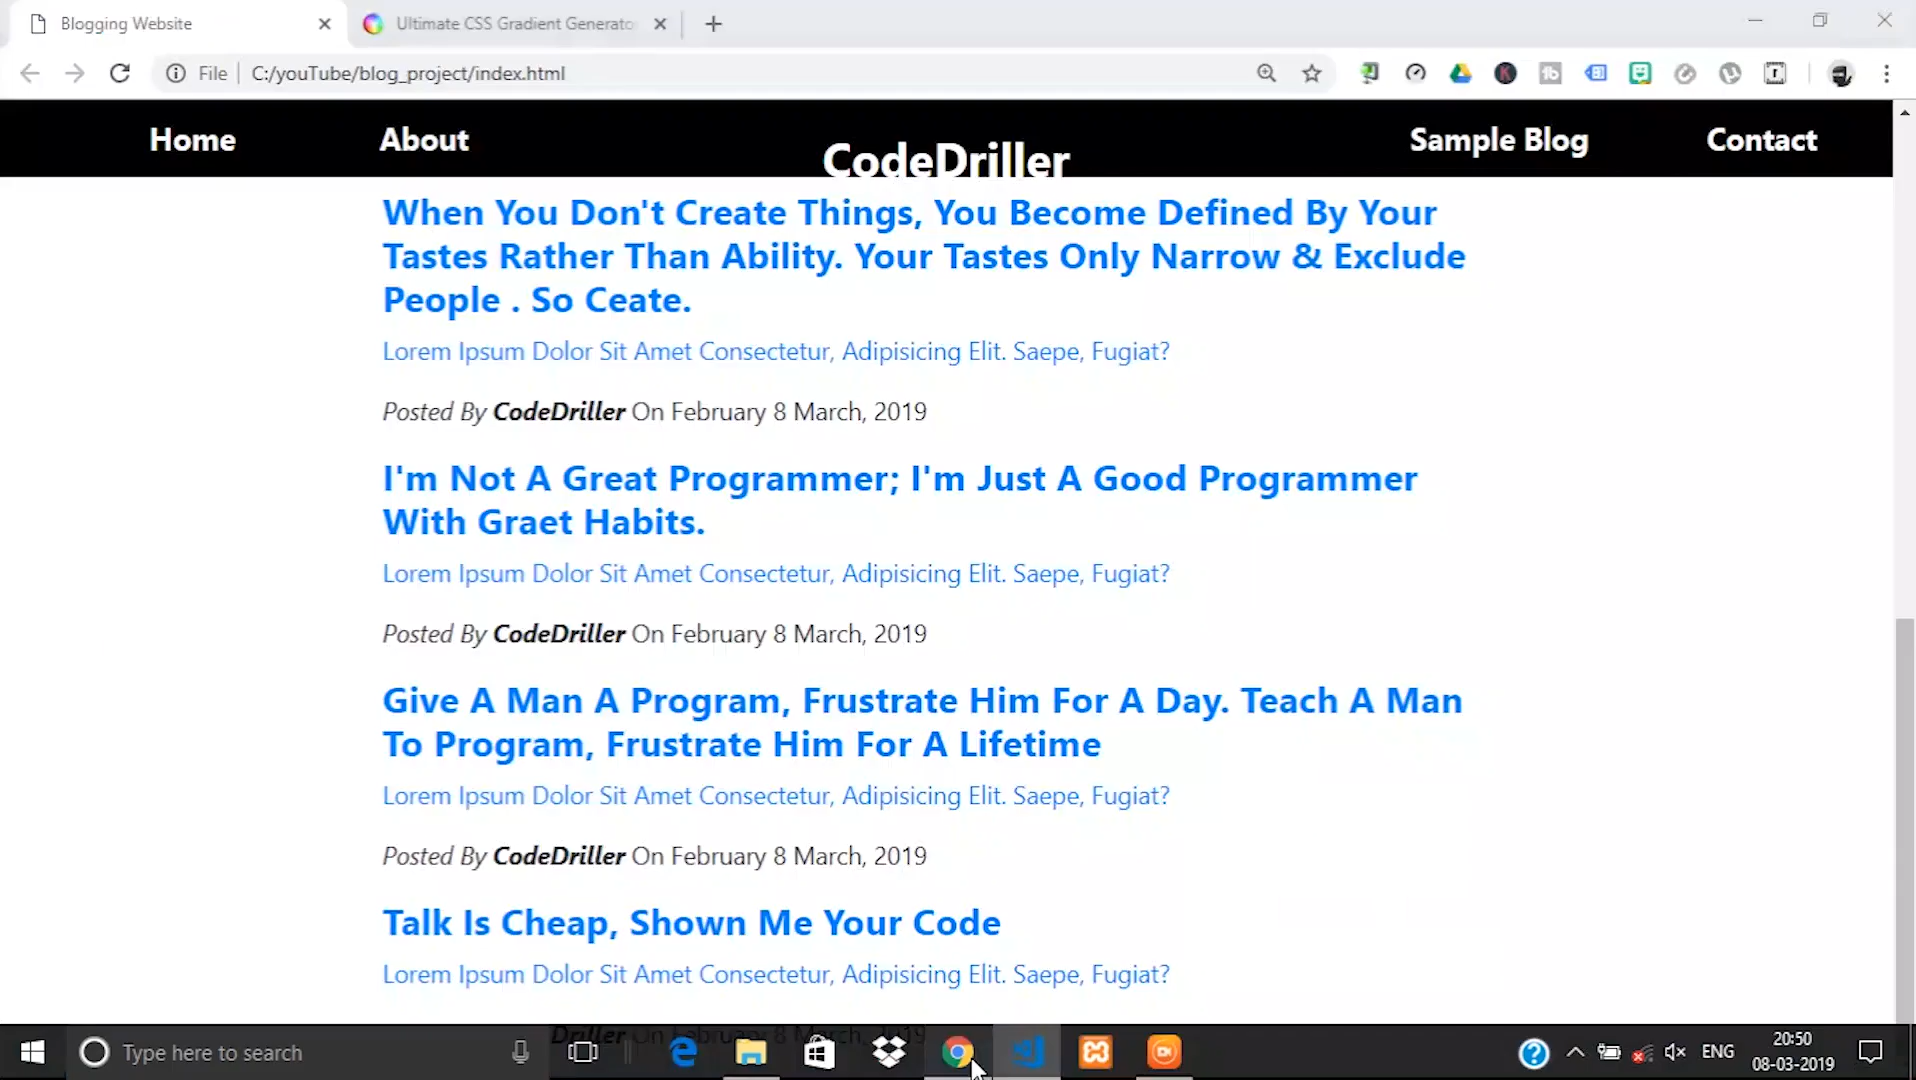 Blogging Website
Ultimate CSS Gradient Generato
File
C:/youTube/blog_project/index.html
Home
About
CodeDriller
Sample Blog
Contact
When You Don't Create Things, You Become Defined By Your
Tastes Rather Than Ability. Your Tastes Only Narrow & Exclude
People . So Ceate.
Lorem Ipsum Dolor Sit Amet Consectetur, Adipisicing Elit. Saepe, Fugiat?
Posted By CodeDriller On February 8 March, 2019
I'm Not A Great Programmer; I'm Just A Good Programmer
With Graet Habits.
Lorem Ipsum Dolor Sit Amet Consectetur, Adipisicing Elit. Saepe, Fugiat?
Posted By CodeDriller On February 8 March, 2019
Give A Man A Program, Frustrate Him For A Day. Teach A Man
To Program, Frustrate Him For A Lifetime
Lorem Ipsum Dolor Sit Amet Consectetur, Adipisicing Elit. Saepe, Fugiat?
Posted By CodeDriller On February 8 March, 2019
Talk Is Cheap, Shown Me Your Code
Lorem Ipsum Dolor Sit Amet Consectetur, Adipisicing Elit. Saepe, Fugiat?
Driller On February 8 March, 2019
Type here to search
ENG
20:50
08-03-2019